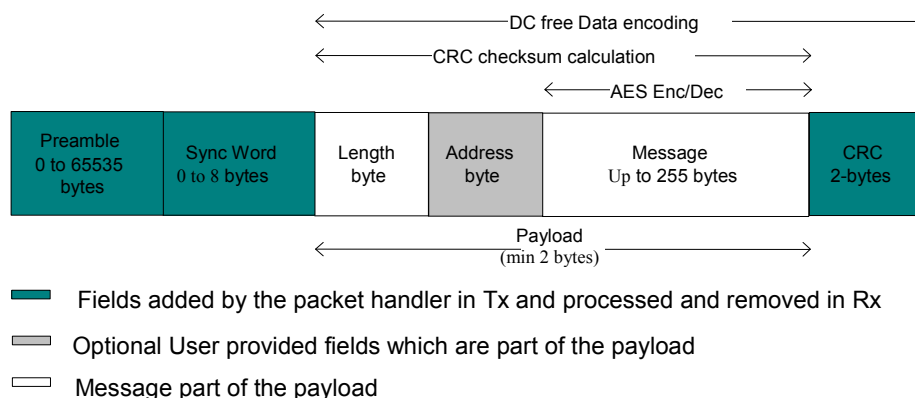 DC free Data encoding
CRC checksum calculation
AES Enc/Dec
Preamble
0 to 65535
bytes
Sync Word
0 to 8 bytes
Length
byte
Address
byte
Message
Up to 255 bytes
CRC
2-bytes
Payload
(min 2 bytes)
Fields added by the packet handler in Tx and processed and removed in Rx
Optional User provided fields which are part of the payload
Message part of the payload